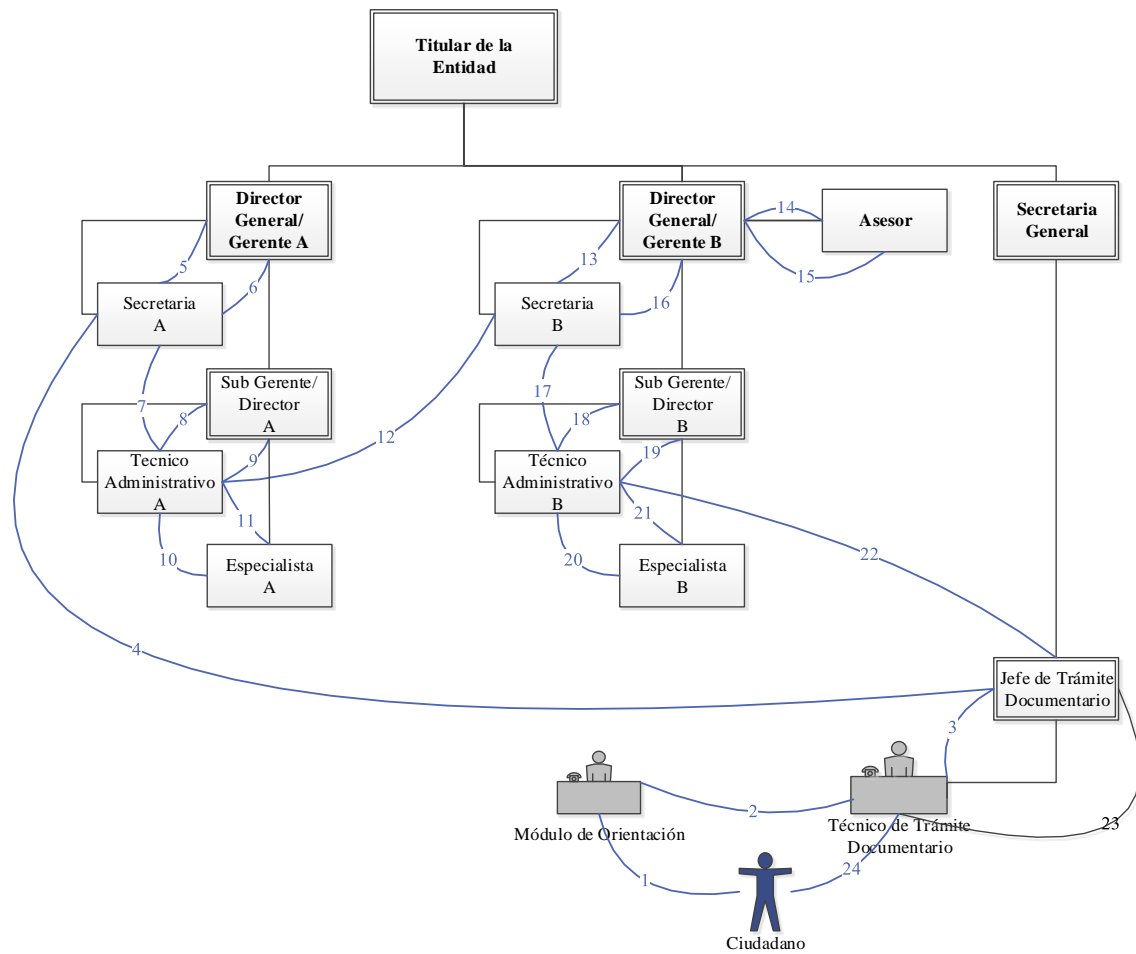 Titular de la
Entidad
Director
General/
Gerente A
Director
General/
Gerente B
14
Asesor
Secretaria
General
5
13
15
6
16
Secretaria
A
Secretaria
B
7
17
Sub Gerente/
Director
A
Sub Gerente/
Director
B
8
18
12
9
19
Tecnico
Administrativo
A
Técnico
Administrativo
B
11
21
10
20
22
Especialista
A
Especialista
B
4
Jefe de Trámite
Documentario
3
2
23
Módulo de Orientación
Técnico de Trámite
Documentario
1
24
Ciudadano